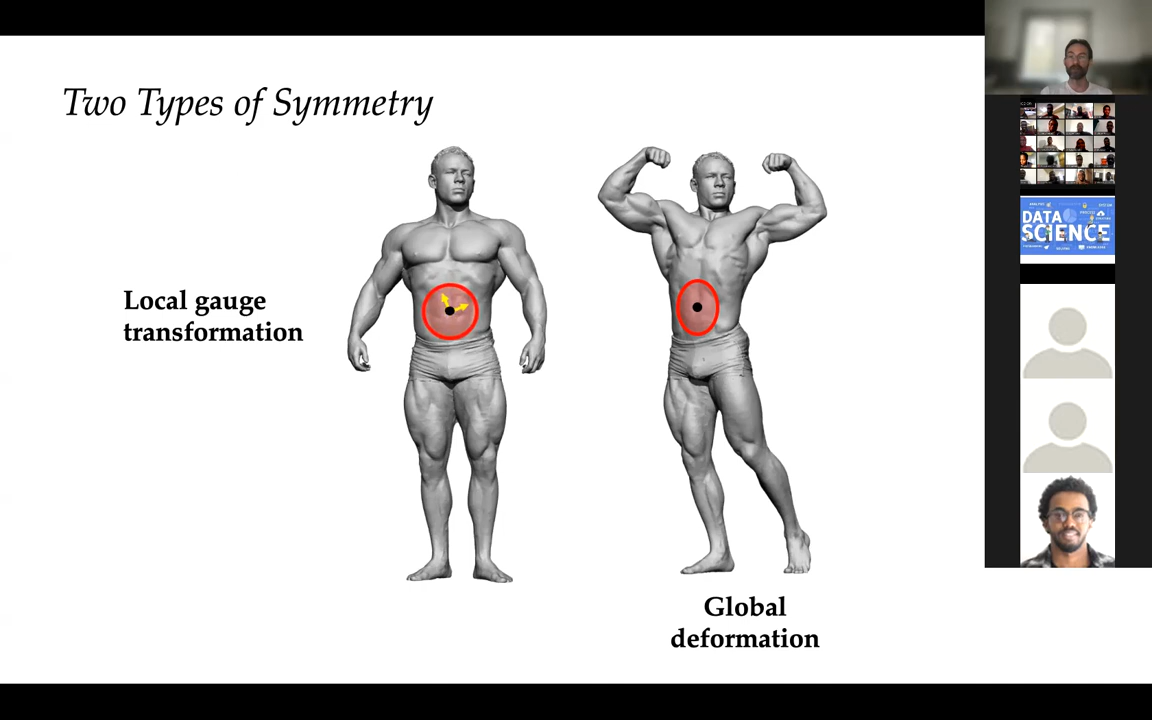 Two Types of Symmetry
Local gauge
transformation
Global
deformation
DATA
SCIENCE